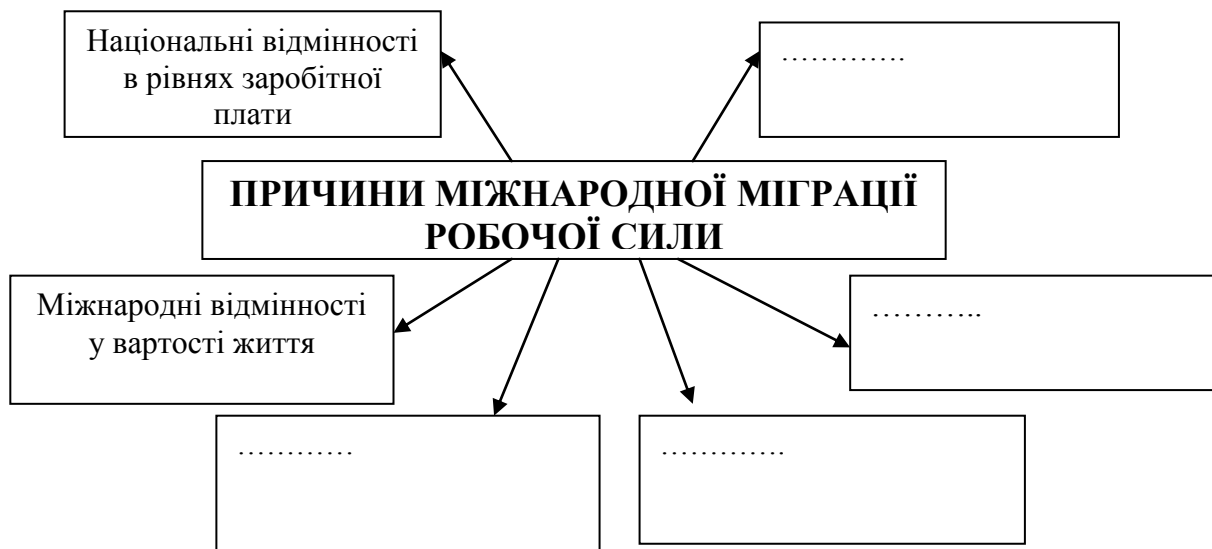 Національні відмінності
в рівнях заробітної
плати
………….
ПРИЧИНИ МІЖНАРОДНОЇ МІГРАЦІЇ
РОБОЧОЇ СИЛИ
Міжнародні відмінності
у вартості життя
………..
…………
………….